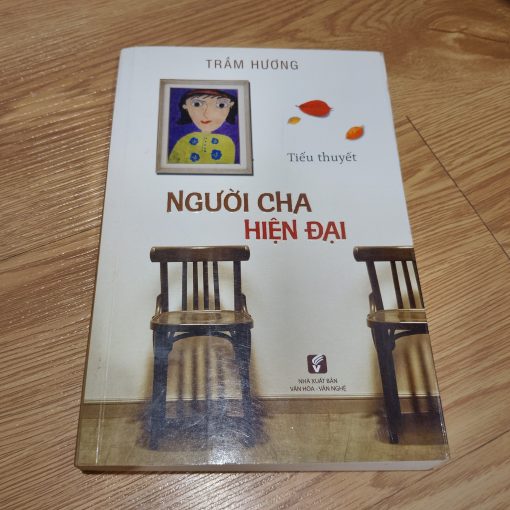 TRẦM HƯƠNG
Tiểu thuyết
NGƯỜI CHA
HIỆN ĐẠI
NHÀ XUẤT BẢN
VĂN HÓA - VĂN NGHỆ